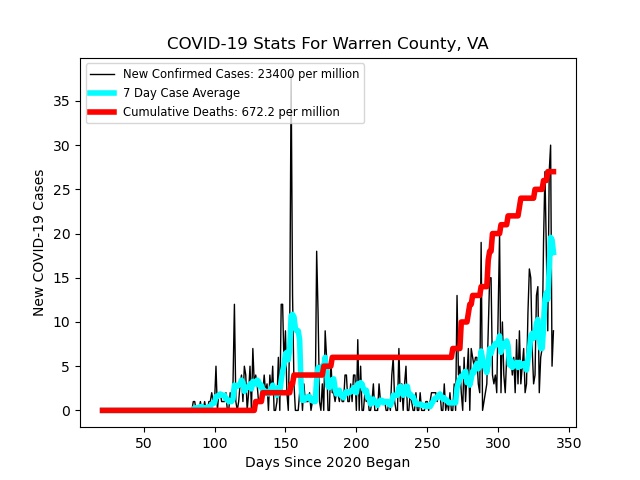 COVID-19 Stats For Warren County, VA
New Confirmed Cases: 23400 per million
7 Day Case Average
Cumulative Deaths: 672.2 per million
New COVID-19 Cases
35
30
25
20
15
10
5
0
50
100
150
200
250
300
350
Days Since 2020 Began